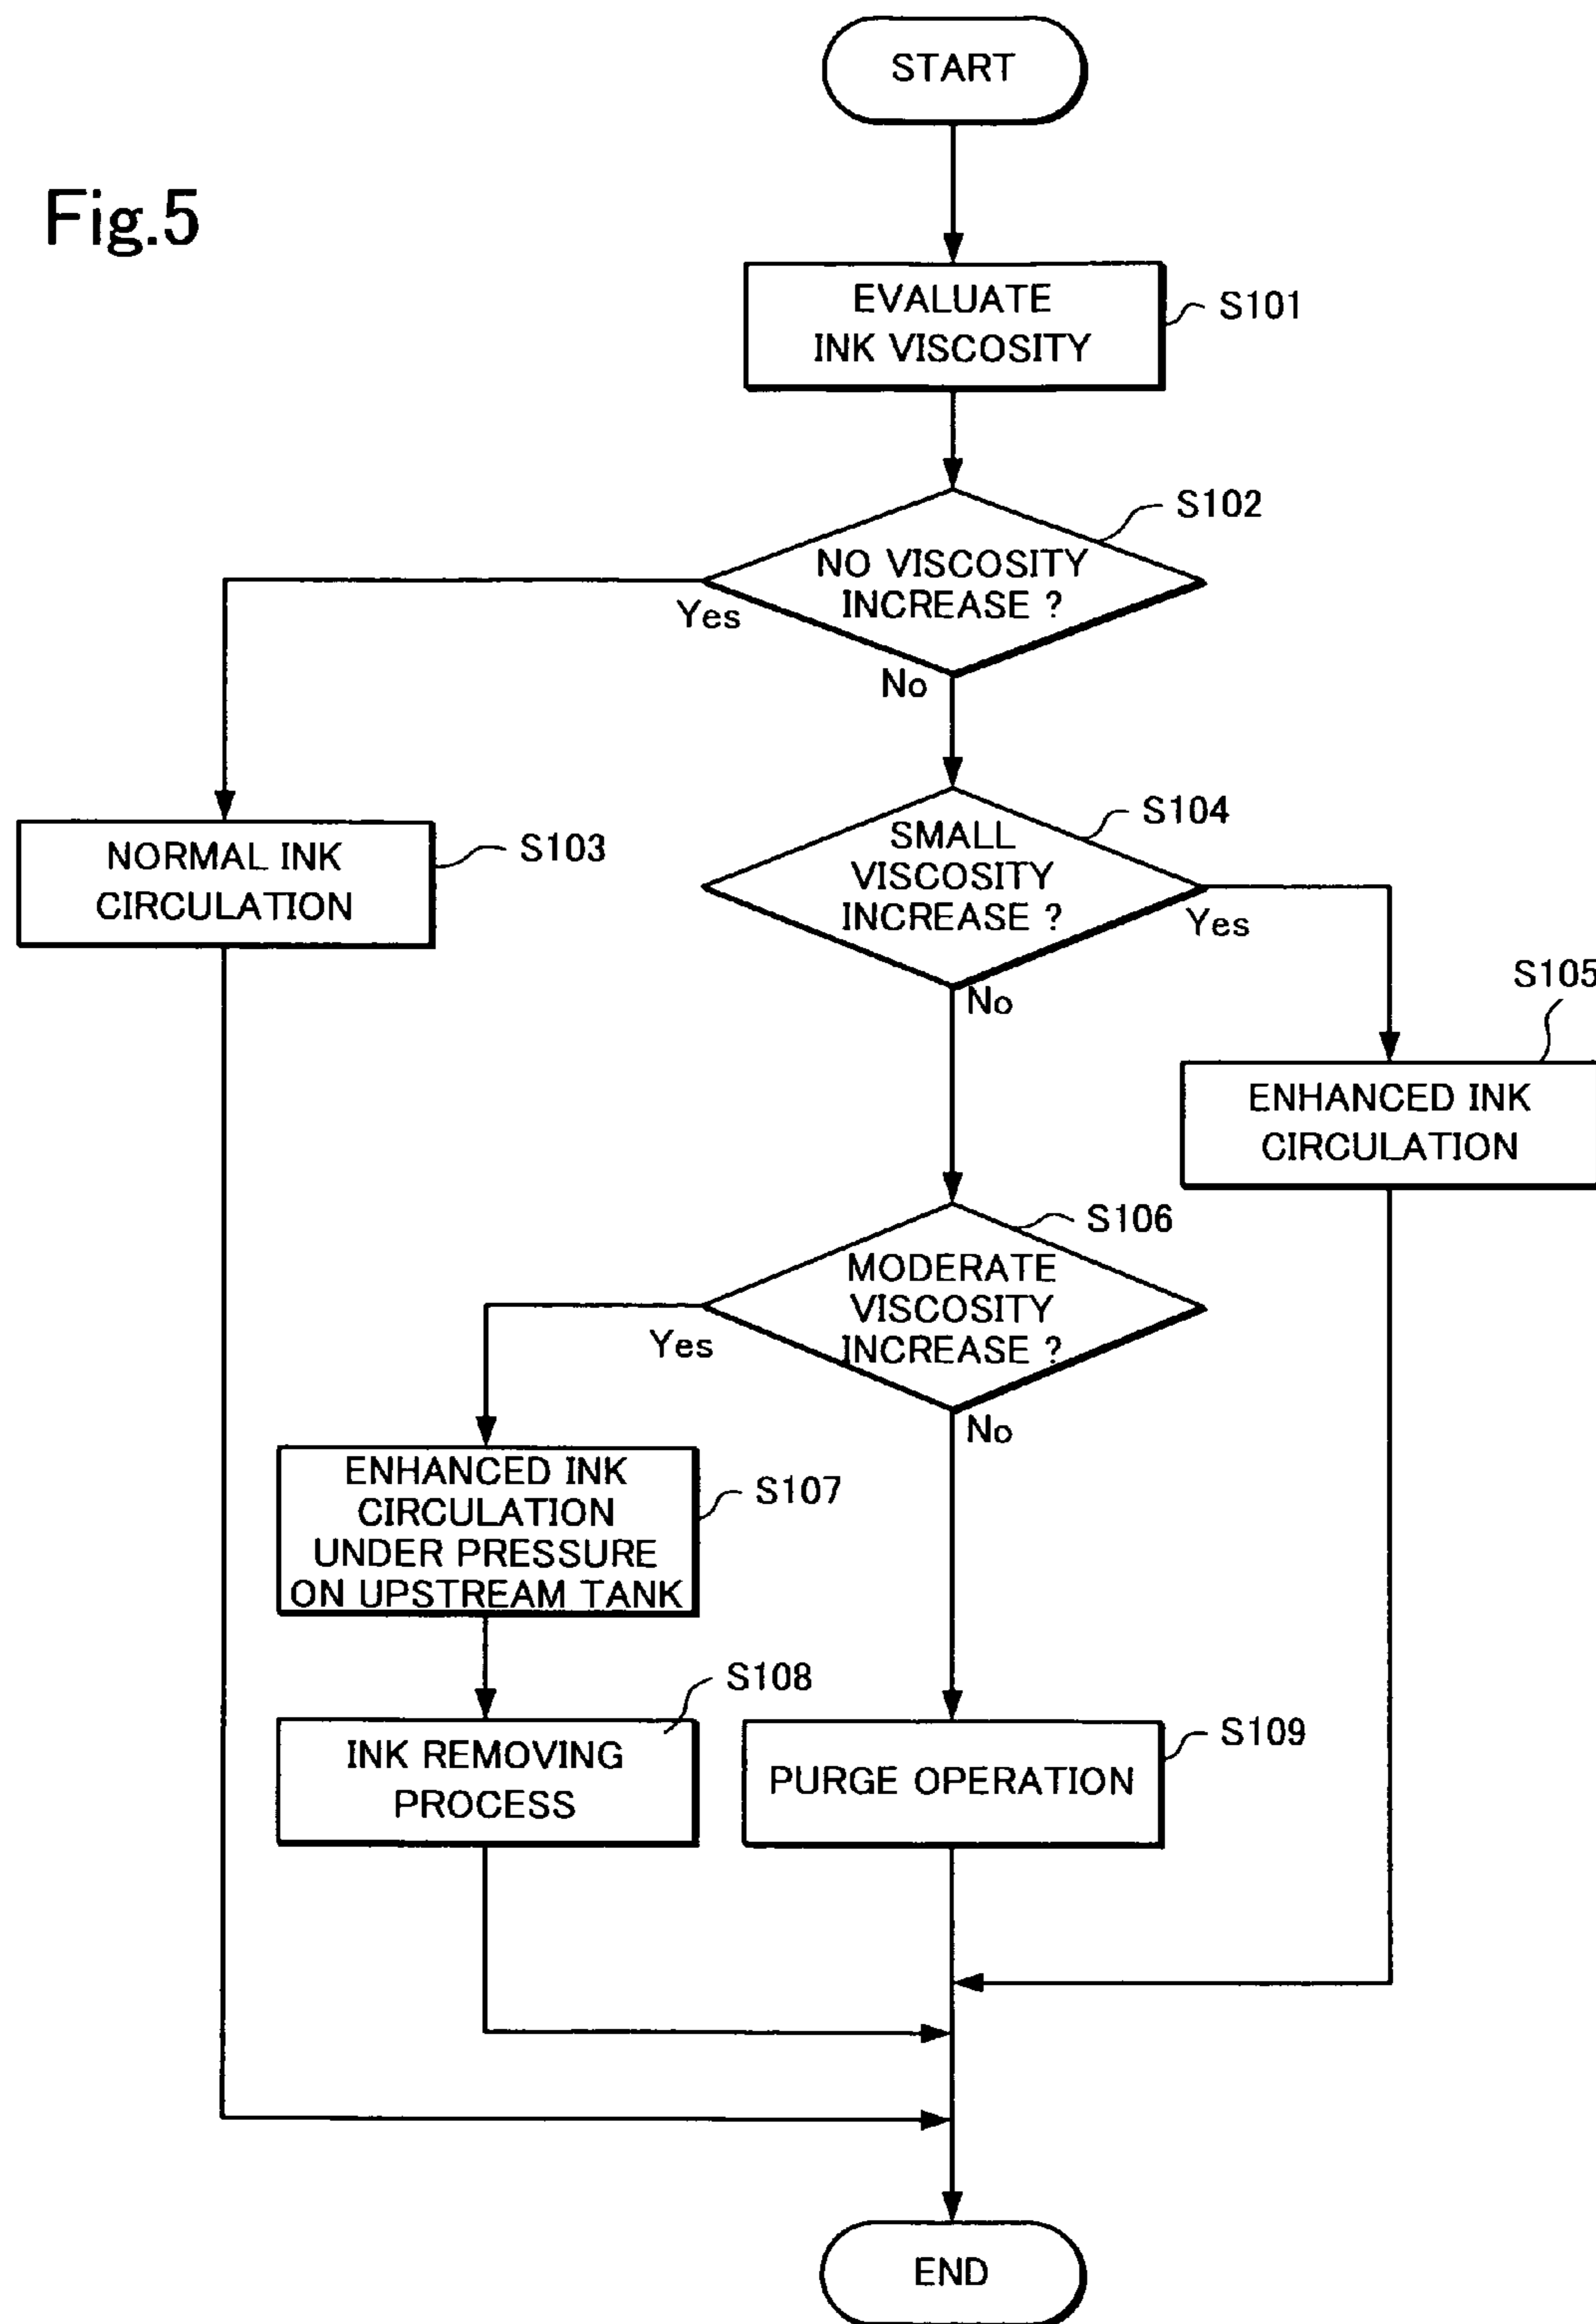 START
Fig.5
EVALUATE
INK VISCOSITY
S101
S102
NO VISCOSITY
INCREASE ?
Yes
No
S104
SMALL
VISCOSITY
INCREASE ?
Yes
No
NORMAL INK
CIRCULATION
S103
S105
ENHANCED INK
CIRCULATION
S106
MODERATE
VISCOSITY
INCREASE ?
Yes
No
ENHANCED INK
CIRCULATION
UNDER PRESSURE
ON UPSTREAM TANK
S107
S108
INK REMOVING
PROCESS
S109
PURGE OPERATION
END